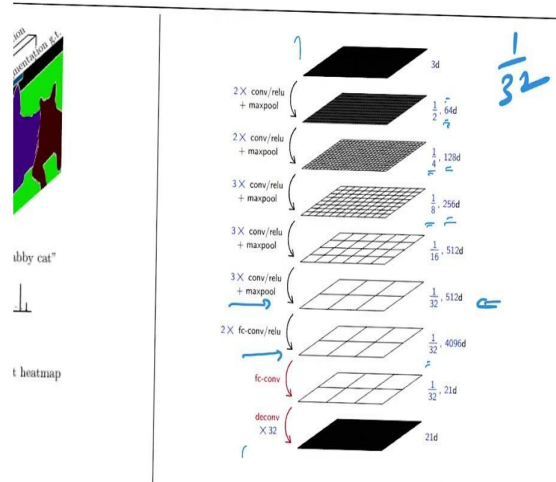 mentation g.t.
abby cat"
t heatmap
3d
2 X conv/relu
+ maxpool
1/2, 64d
2 X conv/relu
+ maxpool
1/4, 128d
3 X conv/relu
+ maxpool
1/8, 256d
3 X conv/relu
+ maxpool
1/16, 512d
3 X conv/relu
+ maxpool
1/32, 512d
2 X fc-conv/relu
1/32, 4096d
fc-conv
1/32, 21d
deconv
X 32
21d
1/32